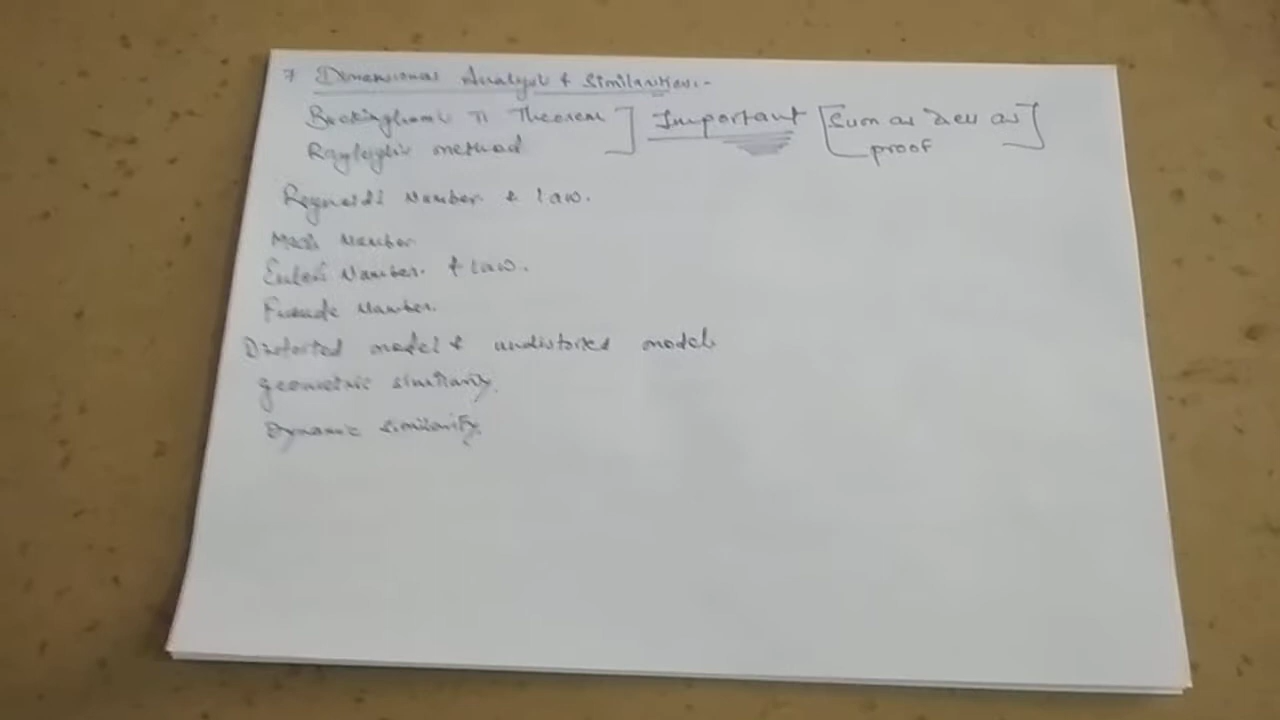 7 Dimensional Analysis & Similarities:-
Buckingham's π Theorem
Rayleigh's method
Important
[Sum as well as proof]
Reynold's Number & law.
Mach Number
Euler's Number & law.
Froude Number.
Distorted model & undistorted model
geometric similarity.
Dynamic similarity.